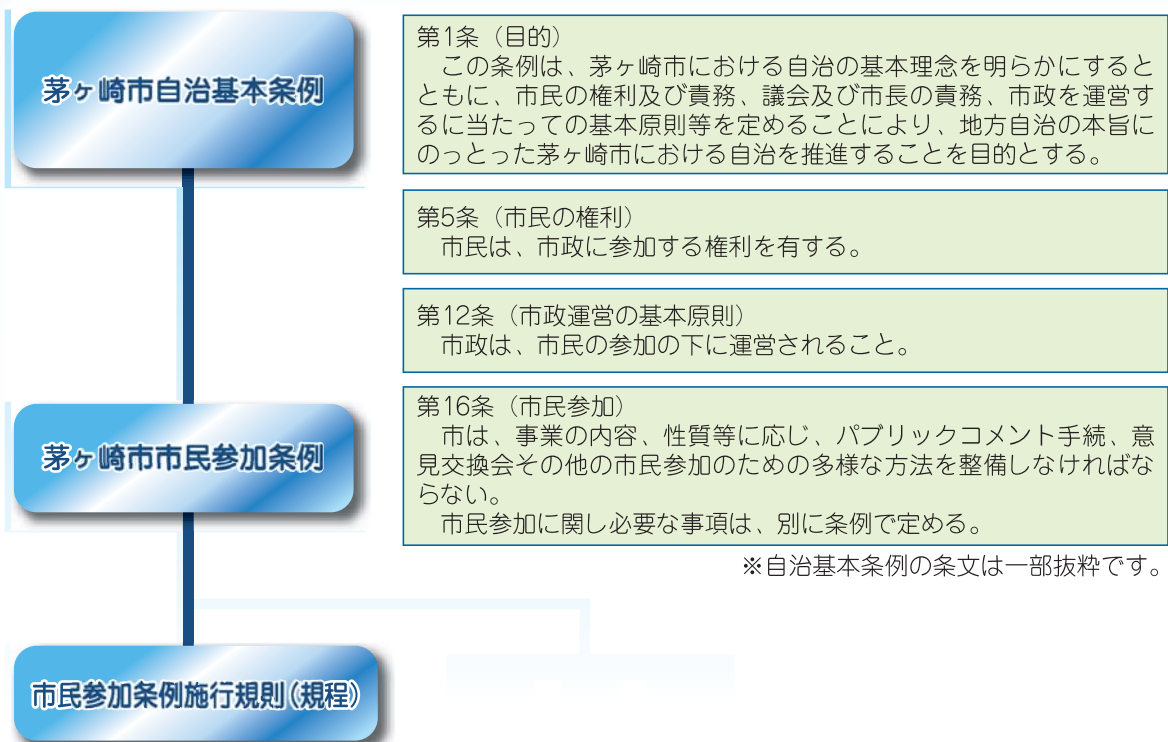 茅ヶ崎市自治基本条例
第1条（目的）
この条例は、茅ヶ崎市における自治の基本理念を明らかにすると
ともに、市民の権利及び責務、議会及び市長の責務、市政を運営す
るに当たっての基本原則等を定めることにより、地方自治の本旨に
のっとった茅ヶ崎市における自治を推進することを目的とする。
第5条（市民の権利）
市民は、市政に参加する権利を有する。
第12条（市政運営の基本原則）
市政は、市民の参加の下に運営されること。
茅ヶ崎市市民参加条例
第16条（市民参加）
市は、事業の内容、性質等に応じ、パブリックコメント手続、意
見交換会その他の市民参加のための多様な方法を整備しなければな
らない。
市民参加に関し必要な事項は、別に条例で定める。
※自治基本条例の条文は一部抜粋です。
市民参加条例施行規則(規程)